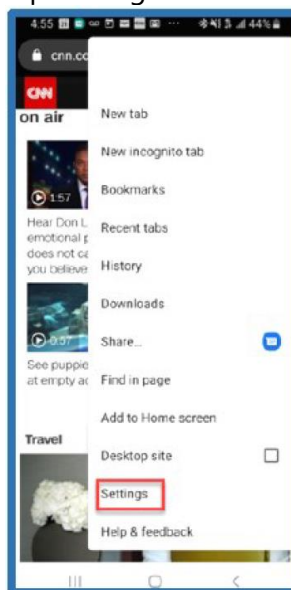 4:55 44%
cnn.co
CNN
on air
New tab
New incognito tab
1:57
Bookmarks
Hear Don L
emotional p
does not ca
you believe
Recent tabs
History
Downloads
0:37
Share...
See puppie
at empty ac
Find in page
Add to Home screen
Travel
Desktop site
Settings
Help & feedback